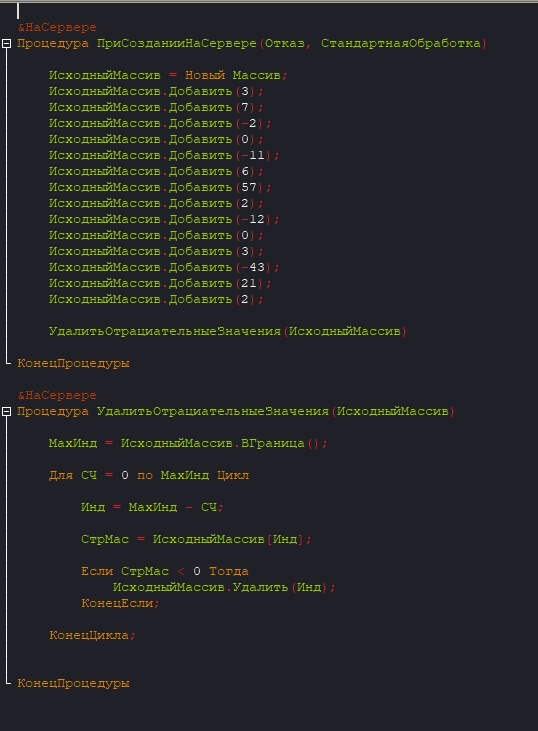 &НаСервере
Процедура ПриСозданииНаСервере(Отказ, СтандартнаяОбработка)
ИсходныйМассив = Новый Массив;
ИсходныйМассив.Добавить(3);
ИсходныйМассив.Добавить(7);
ИсходныйМассив.Добавить(-2);
ИсходныйМассив.Добавить(0);
ИсходныйМассив.Добавить(-11);
ИсходныйМассив.Добавить(6);
ИсходныйМассив.Добавить(57);
ИсходныйМассив.Добавить(2);
ИсходныйМассив.Добавить(-12);
ИсходныйМассив.Добавить(0);
ИсходныйМассив.Добавить(3);
ИсходныйМассив.Добавить(-43);
ИсходныйМассив.Добавить(21);
ИсходныйМассив.Добавить(2);
УдалитьОтрациательныеЗначения(ИсходныйМассив)
КонецПроцедуры
&НаСервере
Процедура УдалитьОтрациательныеЗначения(ИсходныйМассив)
МахИнд = ИсходныйМассив.ВГраница();
Для СЧ = 0 по МахИнд Цикл
Инд = МахИнд - СЧ;
СтрМас = ИсходныйМассив[Инд];
Если СтрМас < 0 Тогда
ИсходныйМассив.Удалить(Инд);
КонецЕсли;
КонецЦикла;
КонецПроцедуры